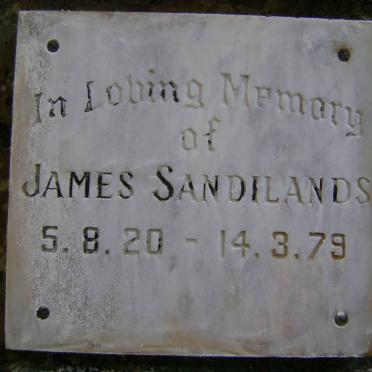 In Loving Memory
of
JAMES SANDILANDS
5.8.20 - 14.3.79